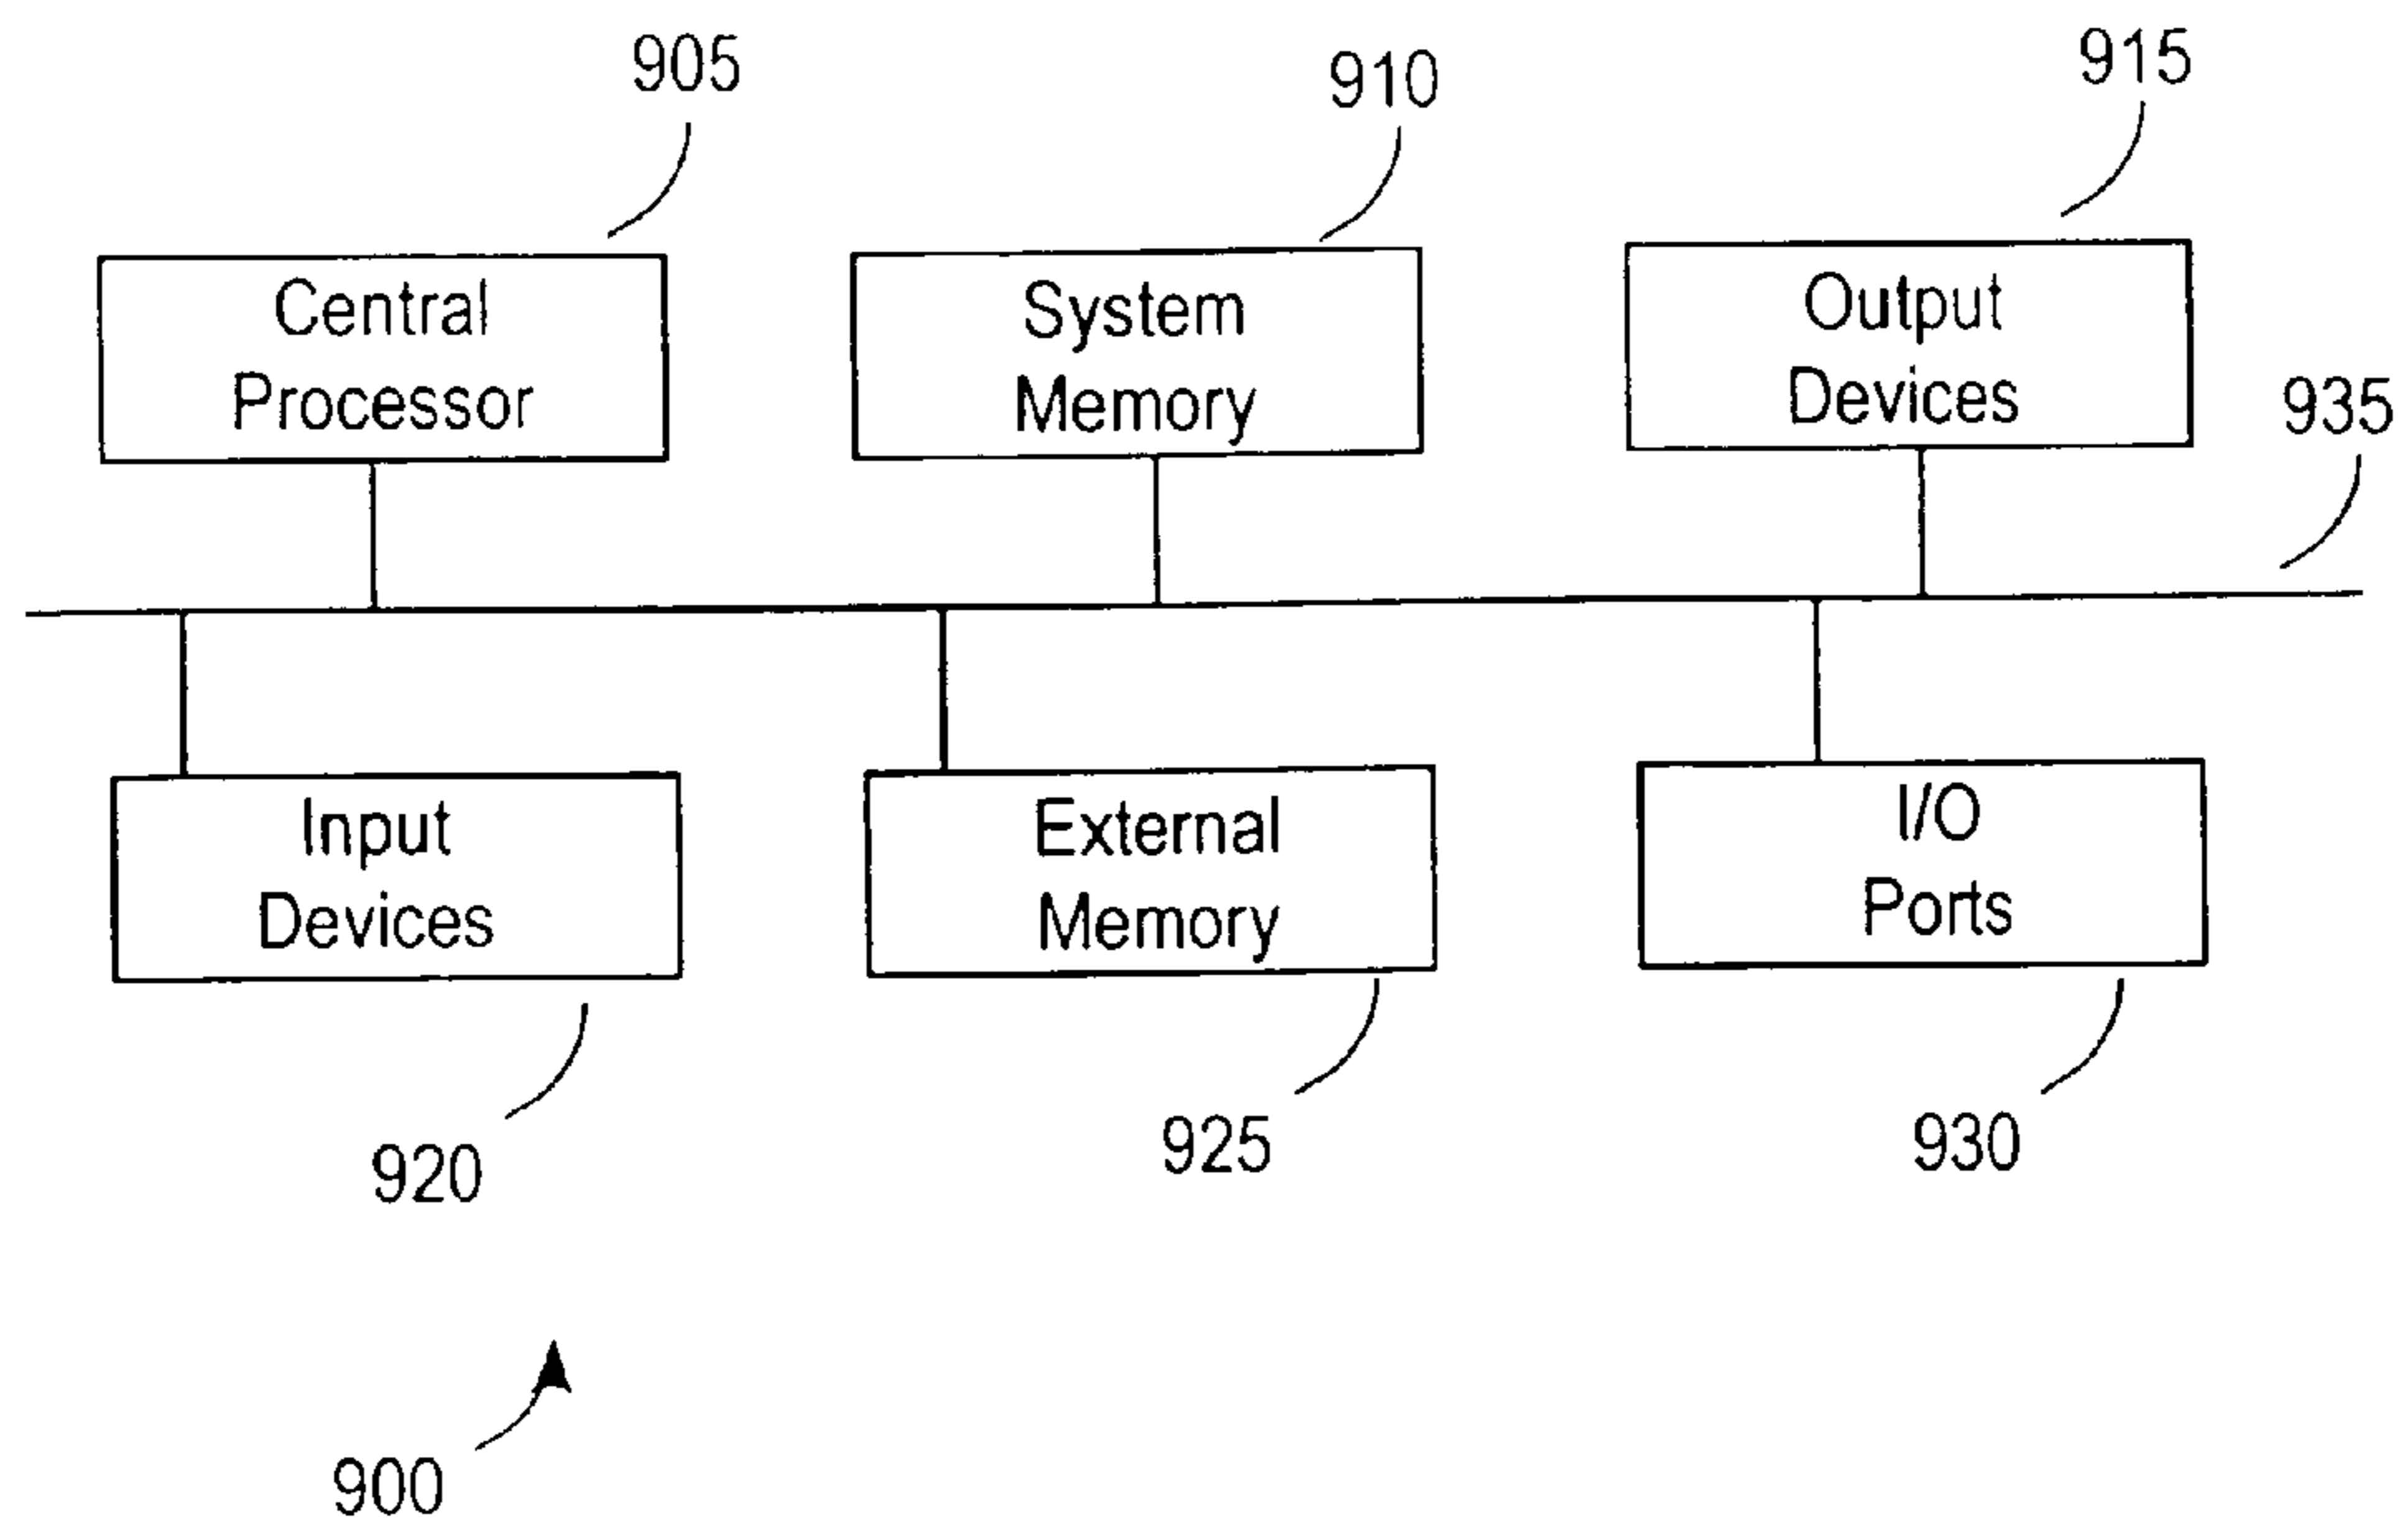 905
910
915
Central
Processor
System
Memory
Output
Devices
935
Input
Devices
External
Memory
I/O
Ports
920
925
930
900